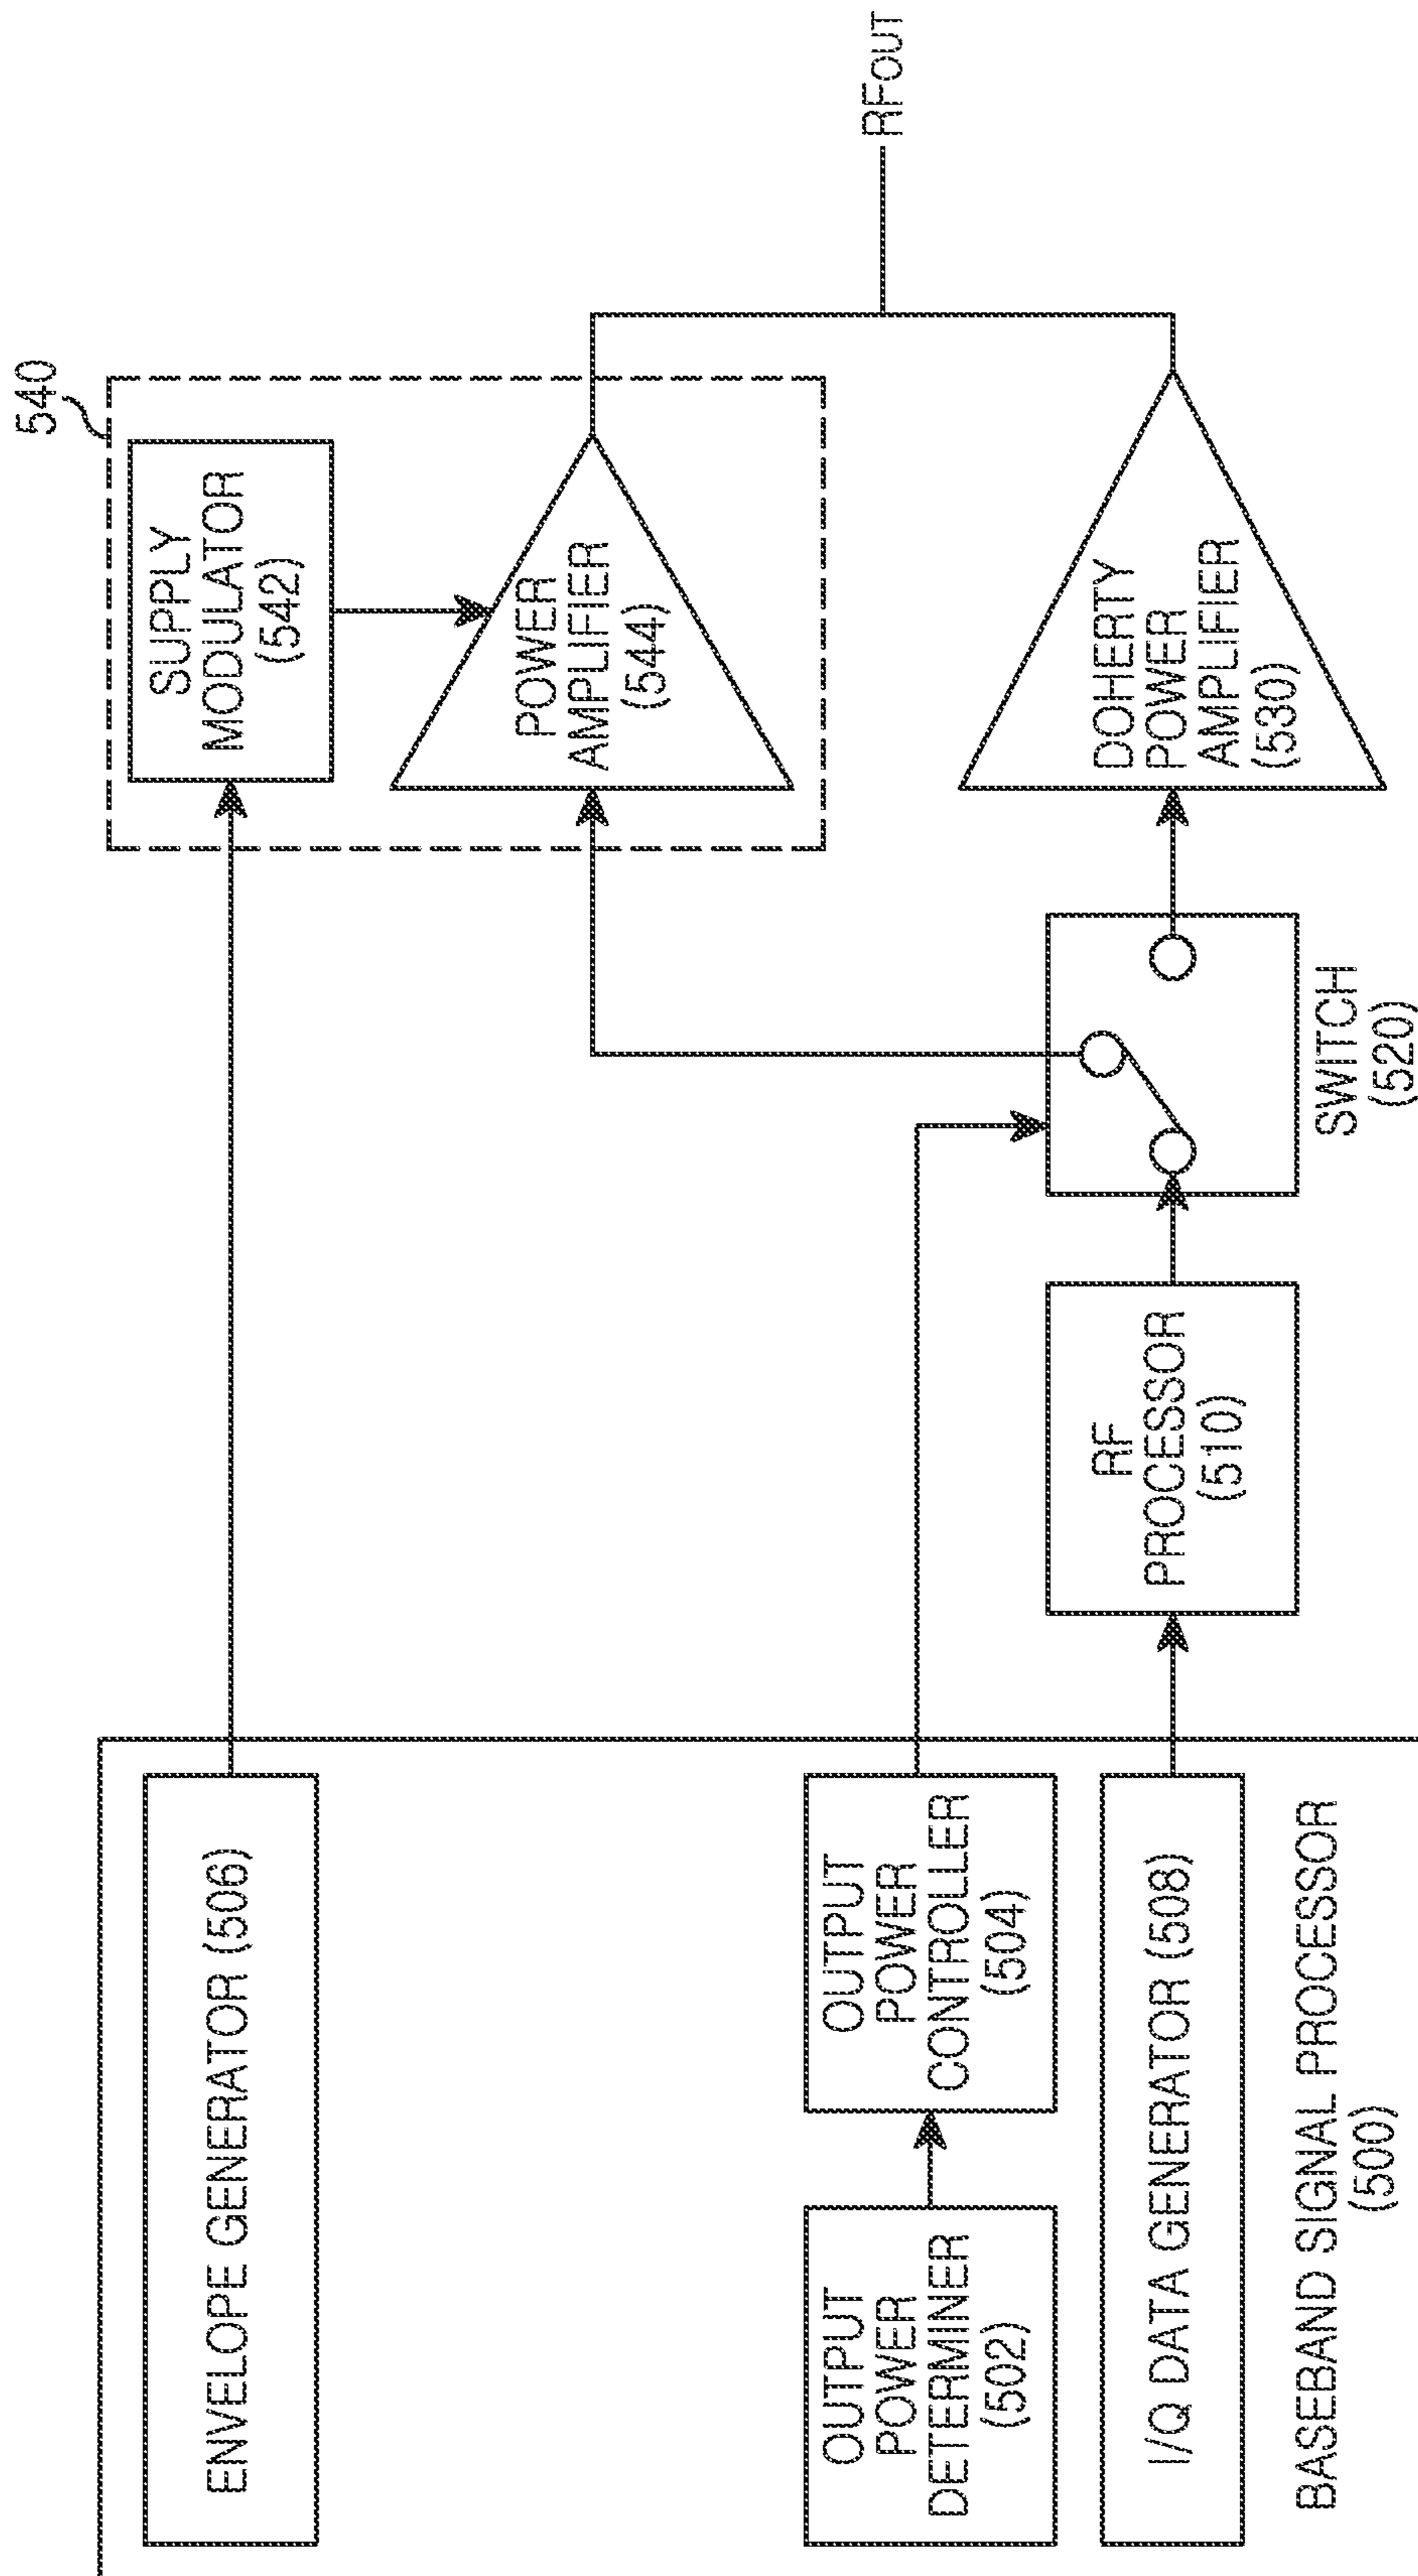 540
SUPPLY
MODULATOR
(542)
POWER
AMPLIFIER
(544)
RFOUT
DOHERTY
POWER
AMPLIFIER
(530)
SWITCH
(520)
RF
PROCESSOR
(510)
ENVELOPE GENERATOR (506)
OUTPUT
POWER
CONTROLLER
(504)
OUTPUT
POWER
DETERMINER
(502)
I/Q DATA GENERATOR (508)
BASEBAND SIGNAL PROCESSOR
(500)